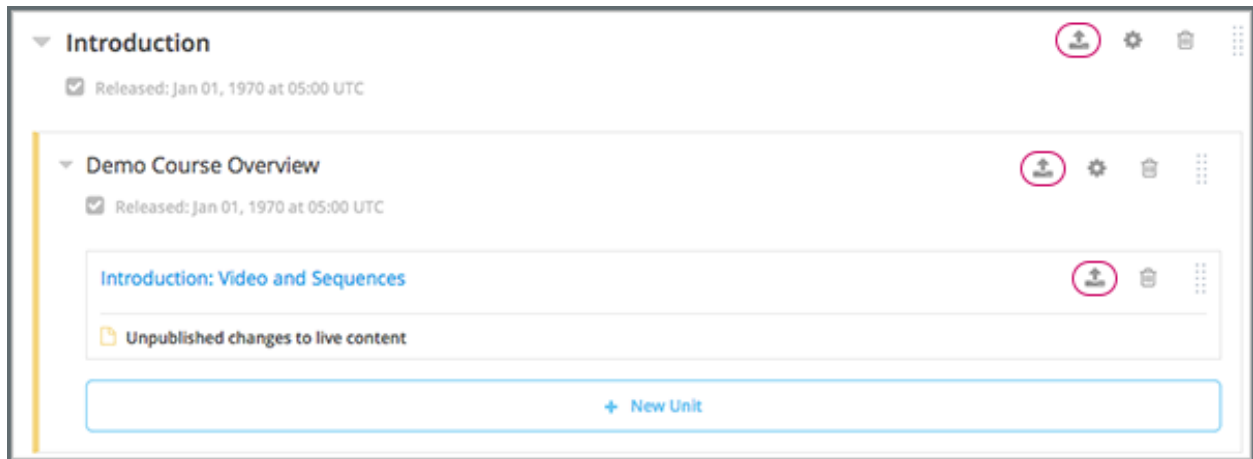 Introduction
Released: Jan 01, 1970 at 05:00 UTC
Demo Course Overview
Released: Jan 01, 1970 at 05:00 UTC
Introduction: Video and Sequences
Unpublished changes to live content
+ New Unit